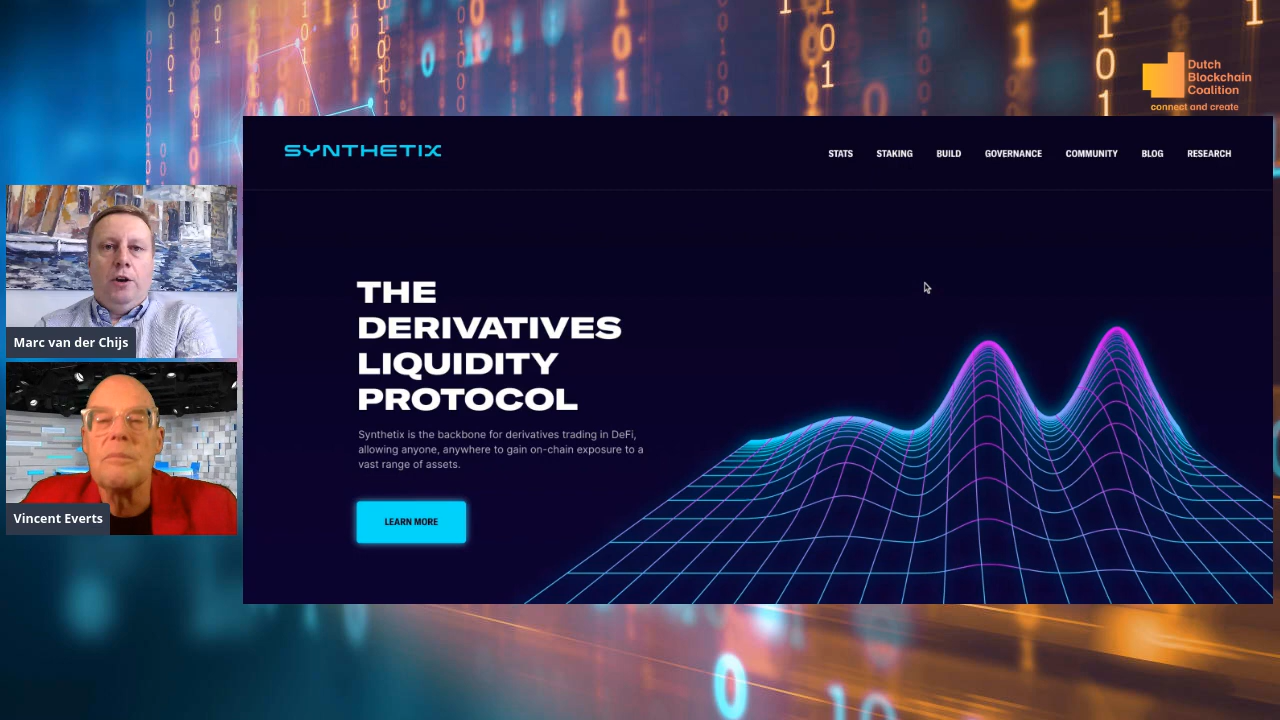 Dutch
Blockchain
Coalition
connect and create
SYNTHETIX
STATS STAKING BUILD GOVERNANCE COMMUNITY BLOG RESEARCH
THE
DERIVATIVES
LIQUIDITY
PROTOCOL
Synthetix is the backbone for derivatives trading in DeFi,
allowing anyone, anywhere to gain on-chain exposure to a
vast range of assets.
LEARN MORE
Marc van der Chijs
Vincent Everts